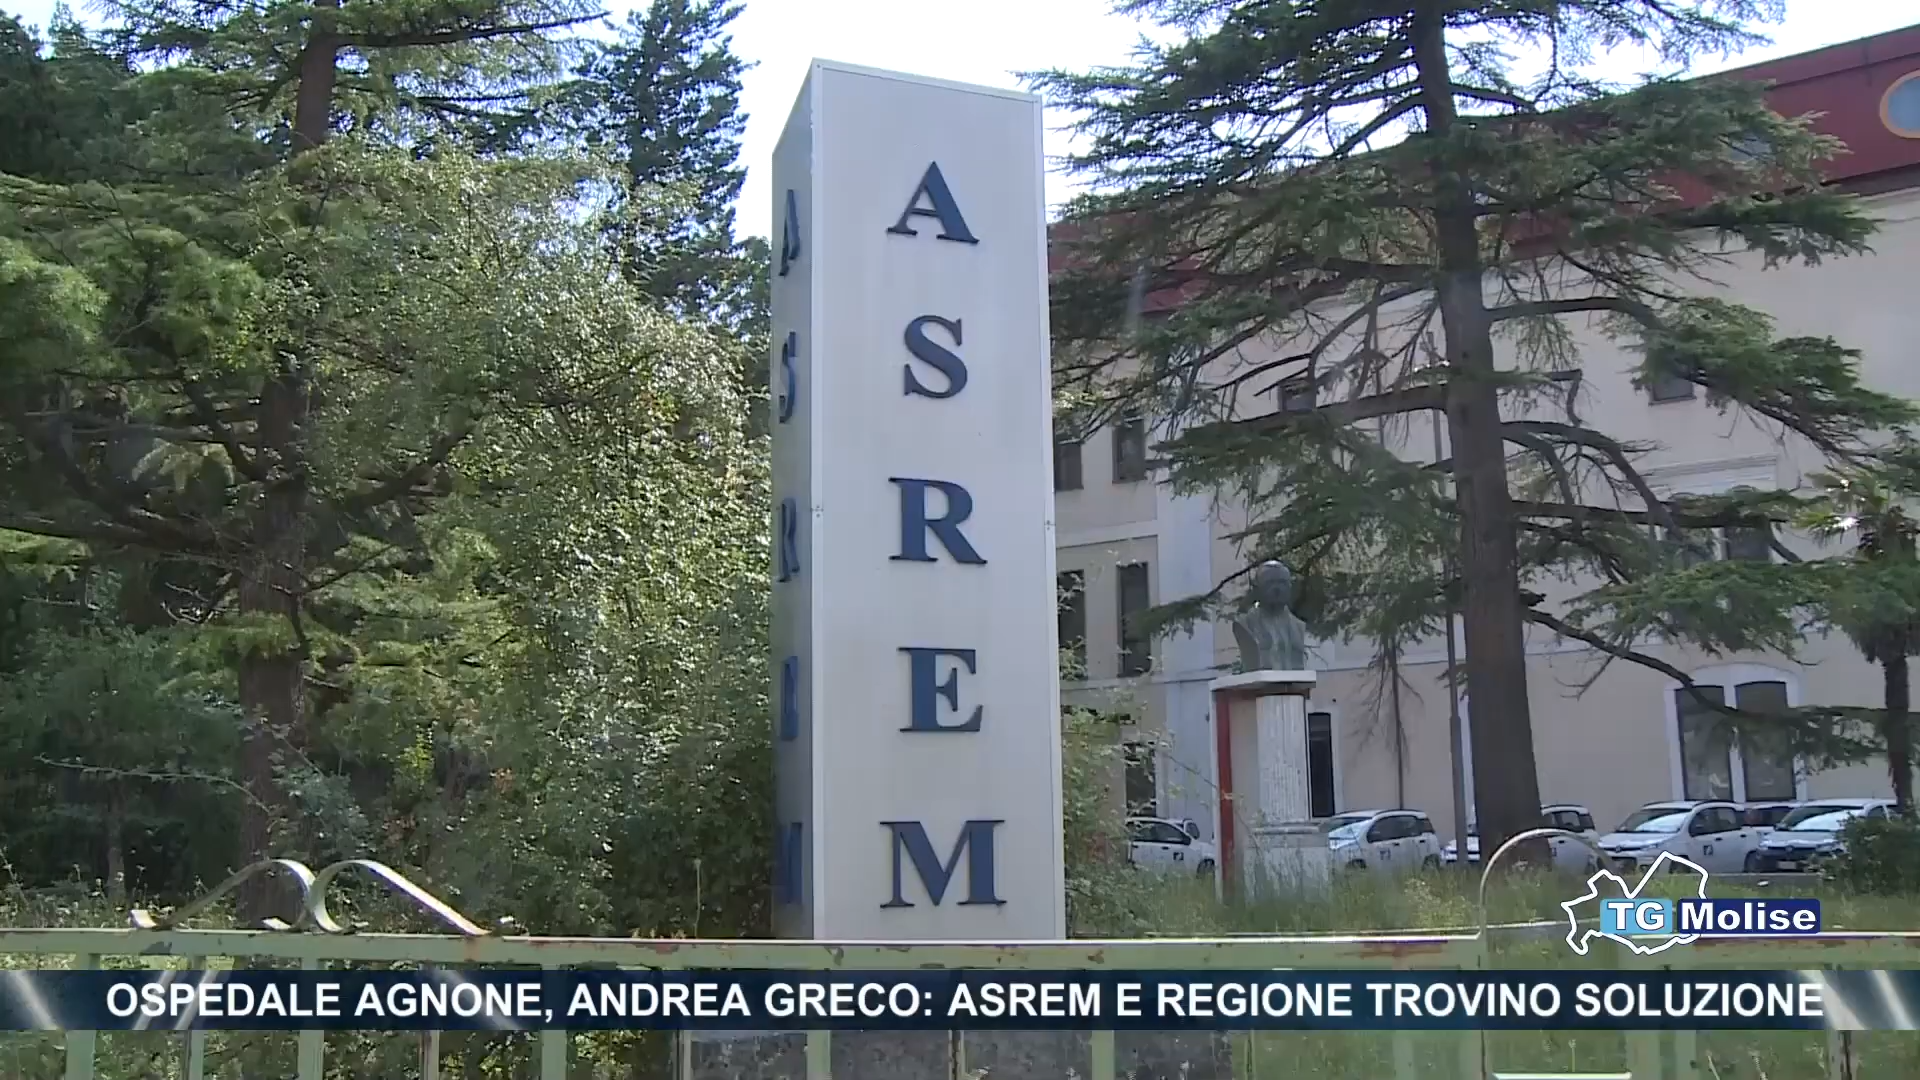 A
S
R
E
M
A
S
R
E
M
TG Molise
OSPEDALE AGNONE, ANDREA GRECO: ASREM E REGIONE TROVINO SOLUZIONE